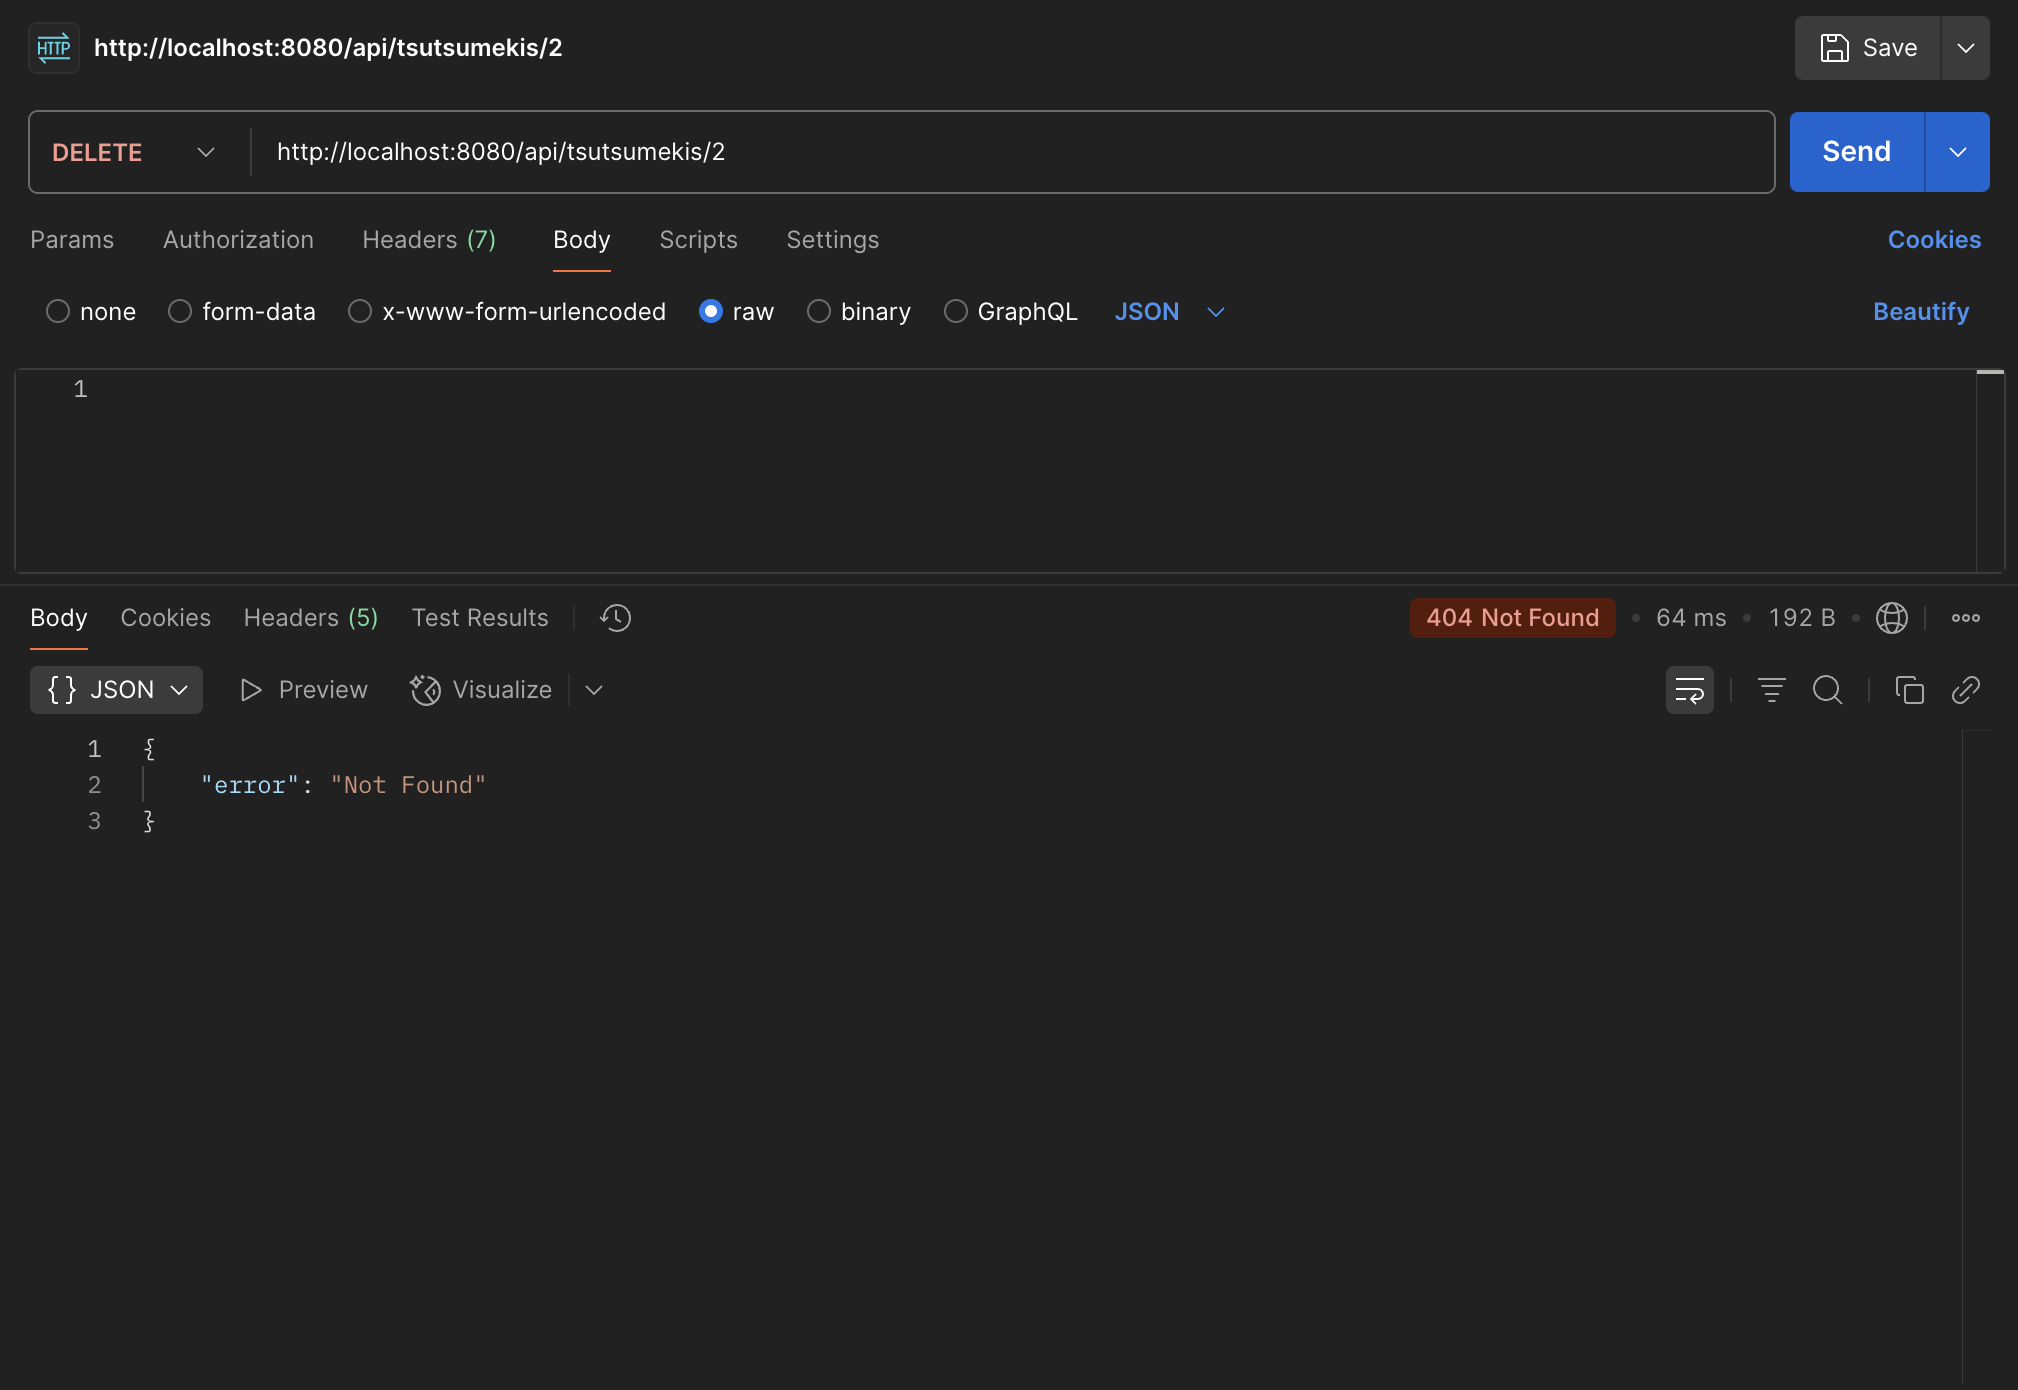 HTTP http://localhost:8080/api/tsutsumekis/2 Save
DELETE http://localhost:8080/api/tsutsumekis/2 Send
Params Authorization Headers (7) Body Scripts Settings Cookies
none form-data x-www-form-urlencoded raw binary GraphQL JSON Beautify
1
Body Cookies Headers (5) Test Results 404 Not Found • 64 ms • 192 B •
{} JSON Preview Visualize
1 {
2 "error": "Not Found"
3 }